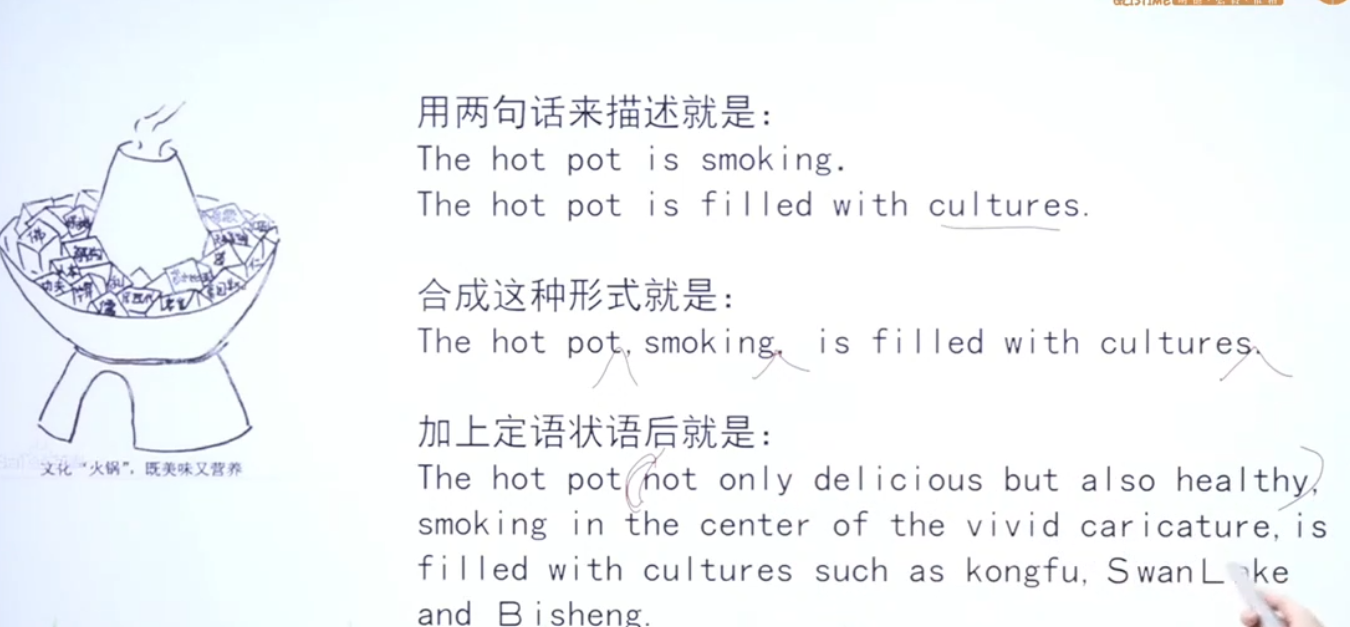 用两句话来描述就是:
The hot pot is smoking.
The hot pot is filled with cultures.
合成这种形式就是:
The hot pot, smoking, is filled with cultures.
加上定语状语后就是:
The hot pot not only delicious but also healthy,
smoking in the center of the vivid caricature, is
filled with cultures such as kongfu, Swan Lake
and Bisheng.
佛
功夫
仁
文化“火锅”,既美味又营养